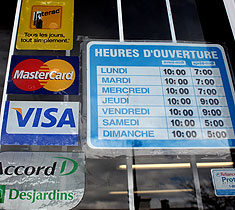 Interac
Tous les jours,
tout simplement.
MasterCard
VISA
Accord D
Desjardins
HEURES D'OUVERTURE
LUNDI 10:00 7:00
MARDI 10:00 7:00
MERCREDI 10:00 7:00
JEUDI 10:00 9:00
VENDREDI 10:00 9:00
SAMEDI 10:00 5:00
DIMANCHE 10:00 5:00